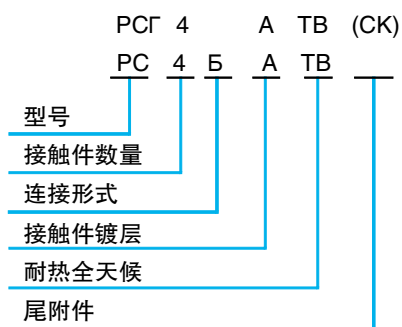 РСГ 4 А ТВ (СК)
РС 4 Б А ТВ
型号
接触件数量
连接形式
接触件镀层
耐热全天候
尾附件